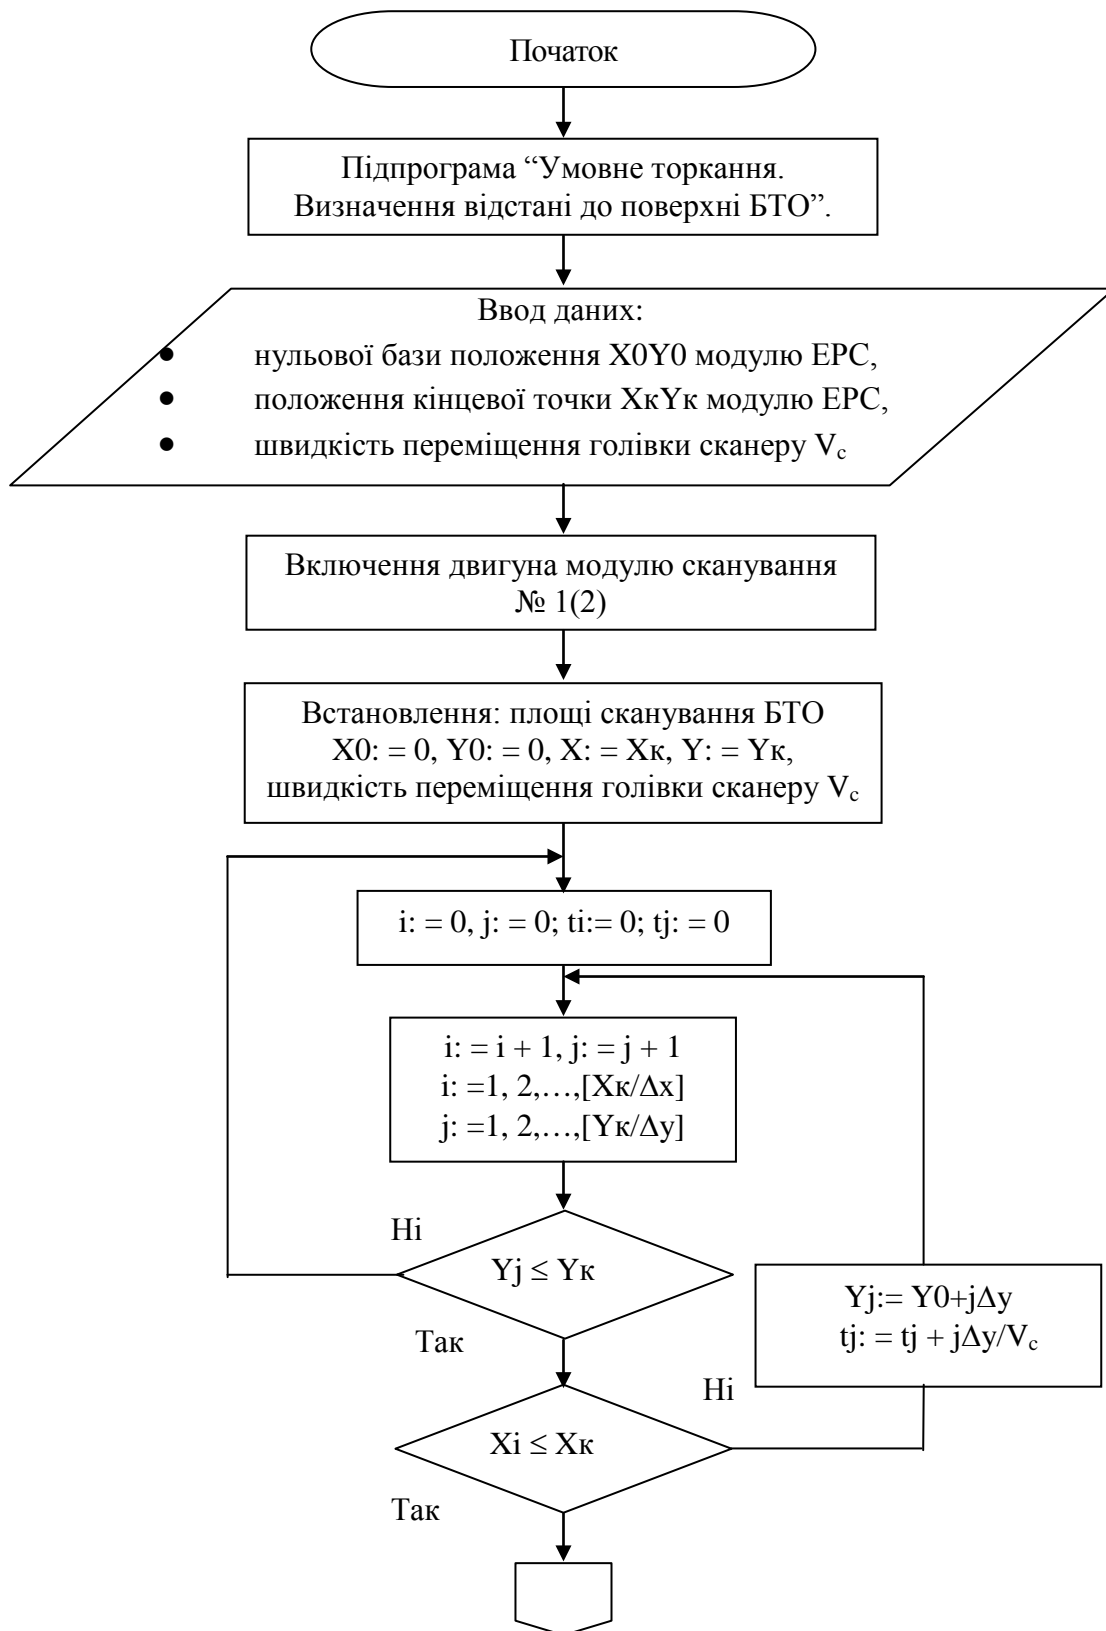 Початок
Підпрограма “Умовне торкання.
Визначення відстані до поверхні БТО”.
Ввод даних:
• нульової бази положення X0Y0 модулю ЕРС,
• положення кінцевої точки XкYк модулю ЕРС,
• швидкість переміщення голівки сканеру Vс
Включення двигуна модулю сканування
№ 1(2)
Встановлення: площі сканування БТО
X0: = 0, Y0: = 0, X: = Xк, Y: = Yк,
швидкість переміщення голівки сканеру Vс
i: = 0, j: = 0; ti:= 0; tj: = 0
i: = i + 1, j: = j + 1
i: =1, 2,…,[Xк/Δx]
j: =1, 2,…,[Yк/Δy]
Ні
Yj ≤ Yк
Yj:= Y0+jΔy
tj: = tj + jΔy/Vс
Так
Ні
Xi ≤ Xк
Так